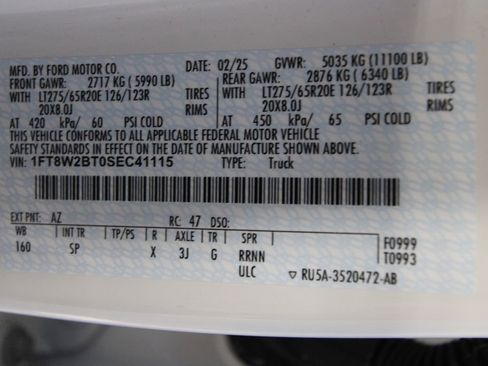 MFD. BY FORD MOTOR CO. DATE: 02/25 GVWR: 5035 KG (11100 LB)
FRONT GAWR: 2717 KG ( 5990 LB) REAR GAWR: 2876 KG ( 6340 LB)
WITH LT275/65R20E 126/123R TIRES WITH LT275/65R20E 126/123R TIRES
20X8.0J RIMS 20X8.0J RIMS
AT 420 kPa/ 60 PSI COLD AT 450 kPa/ 65 PSI COLD
THIS VEHICLE CONFORMS TO ALL APPLICABLE FEDERAL MOTOR VEHICLE
SAFETY STANDARDS IN EFFECT ON THE DATE OF MANUFACTURE SHOWN ABOVE.
VIN: 1FT8W2BT0SEC41115 TYPE: Truck
EXT PNT: AZ RC: 47 DSO:
WB INT TR TP/PS R AXLE TR SPR F0999
160 SP X 3J G RRNN T0993
ULC ▽ RU5A-3520472-AB